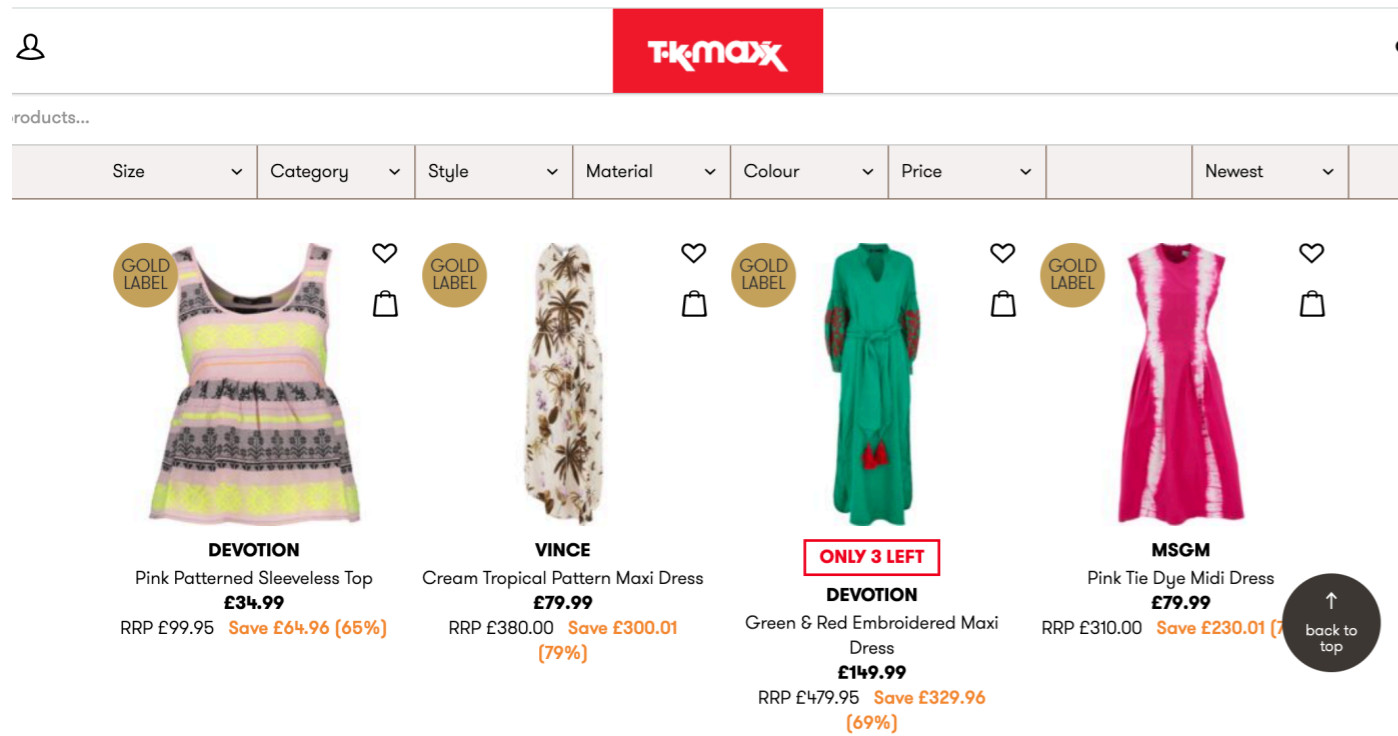 TK maxx
products...
Size
Category
Style
Material
Colour
Price
Newest
GOLD
LABEL
GOLD
LABEL
GOLD
LABEL
GOLD
LABEL
DEVOTION
Pink Patterned Sleeveless Top
£34.99
RRP £99.95 Save £64.96 (65%)
VINCE
Cream Tropical Pattern Maxi Dress
£79.99
RRP £380.00 Save £300.01
(79%)
ONLY 3 LEFT
DEVOTION
Green & Red Embroidered Maxi
Dress
£149.99
RRP £479.95 Save £329.96
(69%)
MSGM
Pink Tie Dye Midi Dress
£79.99
RRP £310.00 Save £230.01
back to
top